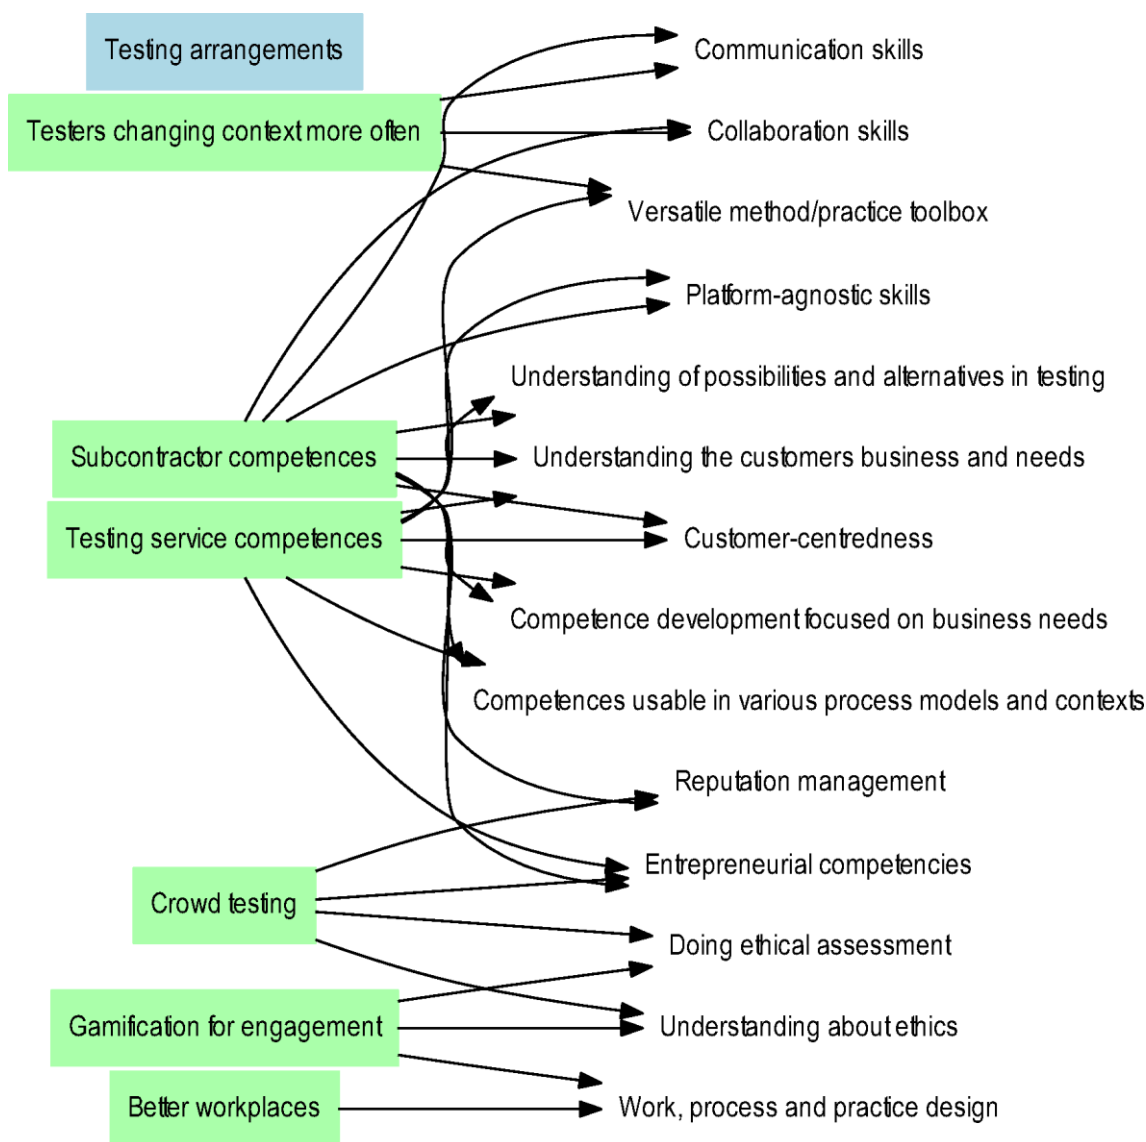 Testing arrangements
Communication skills
Testers changing context more often
Collaboration skills
Versatile method/practice toolbox
Platform-agnostic skills
Understanding of possibilities and alternatives in testing
Subcontractor competences
Understanding the customers business and needs
Testing service competences
Customer-centredness
Competence development focused on business needs
Competences usable in various process models and contexts
Reputation management
Entrepreneurial competencies
Crowd testing
Doing ethical assessment
Gamification for engagement
Understanding about ethics
Better workplaces
Work, process and practice design